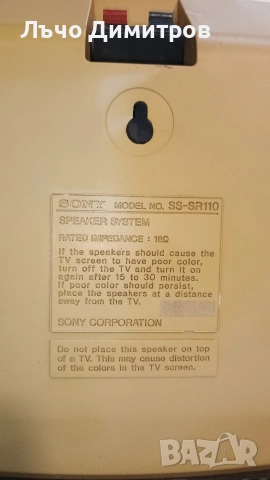 Лъчо Димитров
SONY MODEL NO. SS-SR110
SPEAKER SYSTEM
RATED IMPEDANCE : 16Ω
If the speakers should cause the
TV screen to have poor color,
turn off the TV and turn it on
again after 15 to 30 minutes.
If poor color should persist,
place the speakers at a distance
away from the TV.
SONY CORPORATION
Do not place this speaker on top
of a TV. This may cause distortion
of the colors in the TV screen.
BAZAR